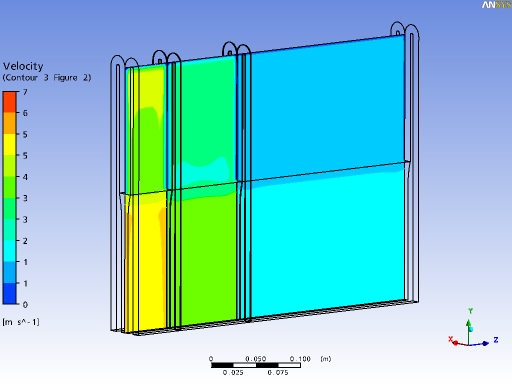 ANSYS
Velocity
(Contour 3 Figure 2)
7
6
5
5
4
3
3
2
1
1
0
[m s^-1]
0 0.050 0.100 (m)
0.025 0.075
Y
X Z